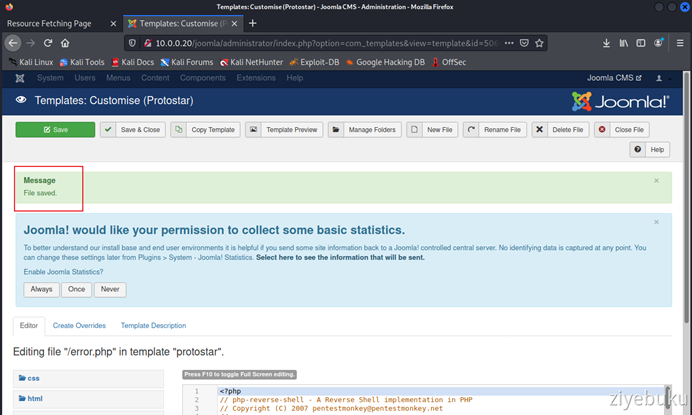 Templates: Customise (Protostar) - Joomla CMS - Administration - Mozilla Firefox
Resource Fetching Page
Templates: Customise (Pr
10.0.0.20/joomla/administrator/index.php?option=com_templates&view=template&id=506
Kali Linux Kali Tools Kali Docs Kali Forums Kali NetHunter Exploit-DB Google Hacking DB OffSec
System Users Menus Content Components Extensions Help Joomla CMS
Templates: Customise (Protostar) Joomla!®
Save Save & Close Copy Template Template Preview Manage Folders New File Rename File Delete File Close File
Help
Message
File saved.
Joomla! would like your permission to collect some basic statistics.
To better understand our install base and end user environments it is helpful if you send some site information back to a Joomla! controlled central server. No identifying data is captured at any point. You
can change these settings later from Plugins > System - Joomla! Statistics. Select here to see the information that will be sent.
Enable Joomla Statistics?
Always Once Never
Editor Create Overrides Template Description
Editing file "/error.php" in template "protostar".
Press F10 to toggle Full Screen editing.
css
html
1 <?php
2 // php-reverse-shell - A Reverse Shell implementation in PHP
3 // Copyright (C) 2007 pentestmonkey@pentestmonkey.net
ziyebuku